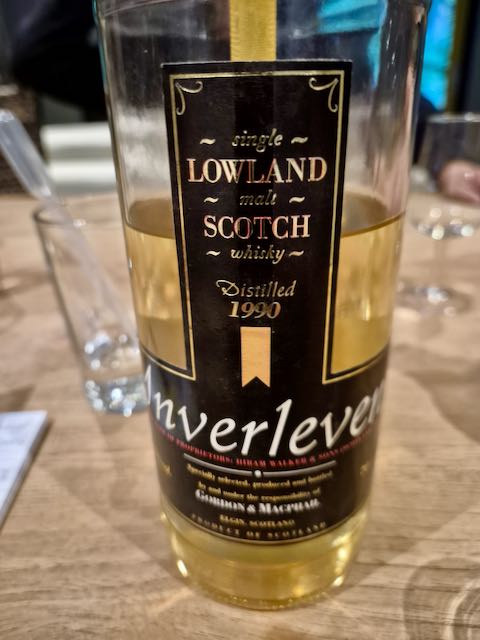 ~ single ~
LOWLAND
~ malt ~
SCOTCH
~ whisky ~
Distilled
1990
Inverleven
PROPRIETORS: HIRAM WALKER & SONS
Specially selected, produced and bottled
by and under the responsibility of
GORDON & MACPHAIL
ELGIN, SCOTLAND
PRODUCT OF SCOTLAND